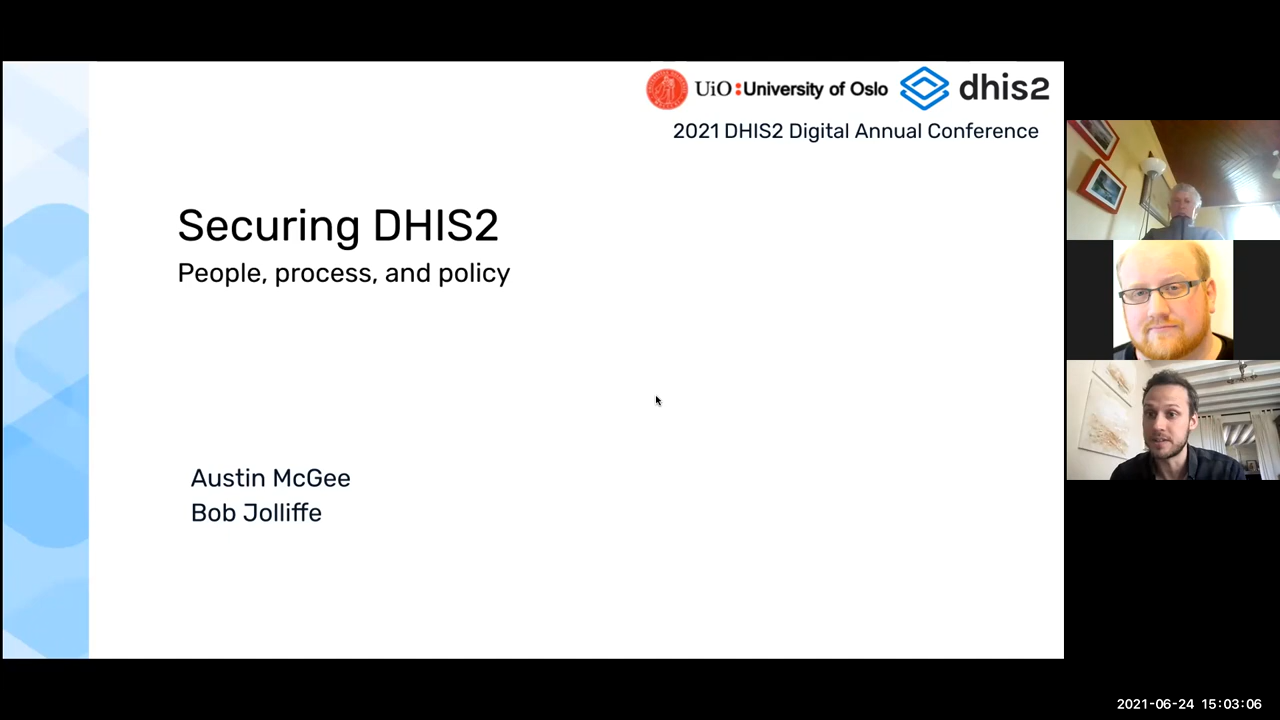 UiO:University of Oslo dhis2
2021 DHIS2 Digital Annual Conference
Securing DHIS2
People, process, and policy
Austin McGee
Bob Jolliffe
2021-06-24 15:03:06